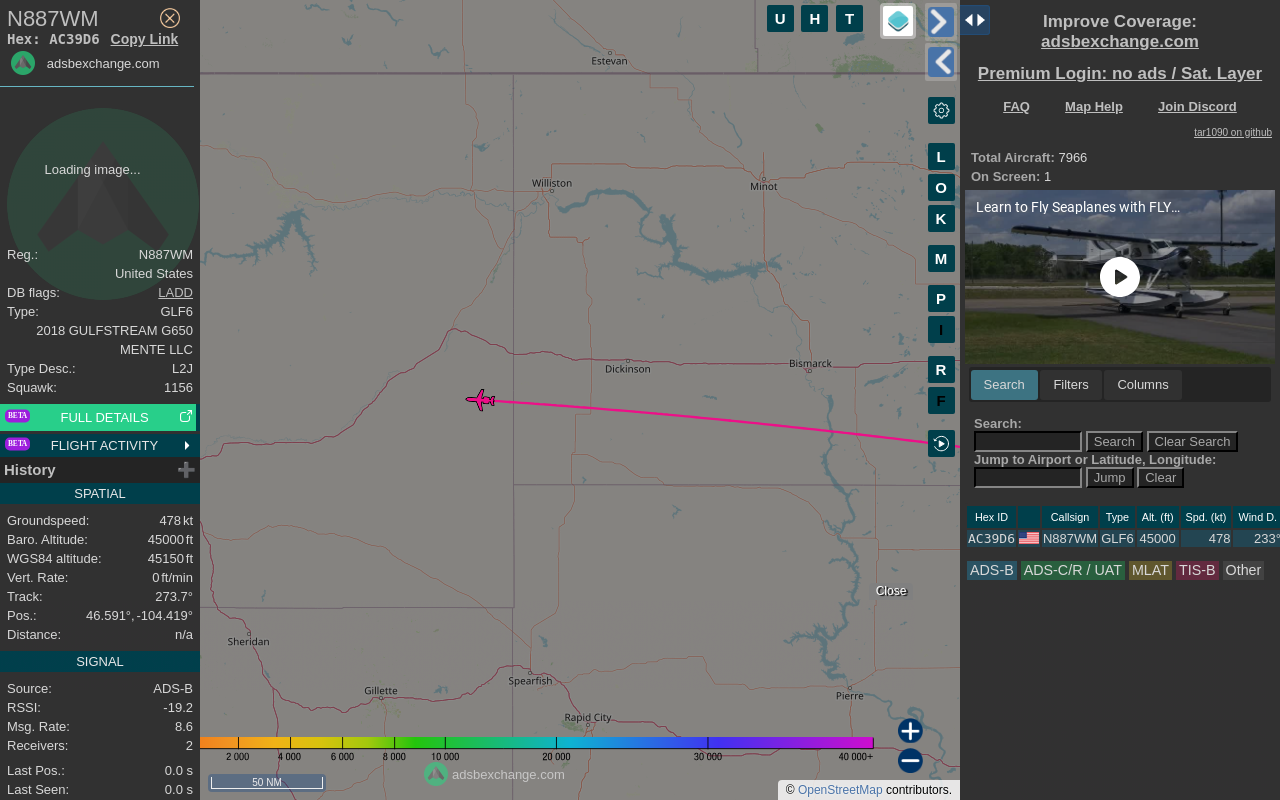 N887WM
Hex: AC39D6 Copy Link
adsbexchange.com
Loading image...
Reg.: N887WM
United States
DB flags: LADD
Type: GLF6
2018 GULFSTREAM G650
MENTE LLC
Type Desc.: L2J
Squawk: 1156
BETA FULL DETAILS
BETA FLIGHT ACTIVITY
History
SPATIAL
Groundspeed: 478 kt
Baro. Altitude: 45000 ft
WGS84 altitude: 45150 ft
Vert. Rate: 0 ft/min
Track: 273.7°
Pos.: 46.591°, -104.419°
Distance: n/a
SIGNAL
Source: ADS-B
RSSI: -19.2
Msg. Rate: 8.6
Receivers: 2
Last Pos.: 0.0 s
Last Seen: 0.0 s
U H T
Estevan
Williston
Minot
Dickinson
Bismarck
Sheridan
Gillette
Spearfish
Rapid City
Pierre
L
O
K
M
P
I
R
F
Close
2 000 4 000 6 000 8 000 10 000 20 000 30 000 40 000+
50 NM
adsbexchange.com
© OpenStreetMap contributors.
Improve Coverage:
adsbexchange.com
Premium Login: no ads / Sat. Layer
FAQ Map Help Join Discord
tar1090 on github
Total Aircraft: 7966
On Screen: 1
Learn to Fly Seaplanes with FLY...
Search Filters Columns
Search:
Search Clear Search
Jump to Airport or Latitude, Longitude:
Jump Clear
Hex ID Callsign Type Alt. (ft) Spd. (kt) Wind D.
AC39D6 N887WM GLF6 45000 478 233°
ADS-B ADS-C/R / UAT MLAT TIS-B Other